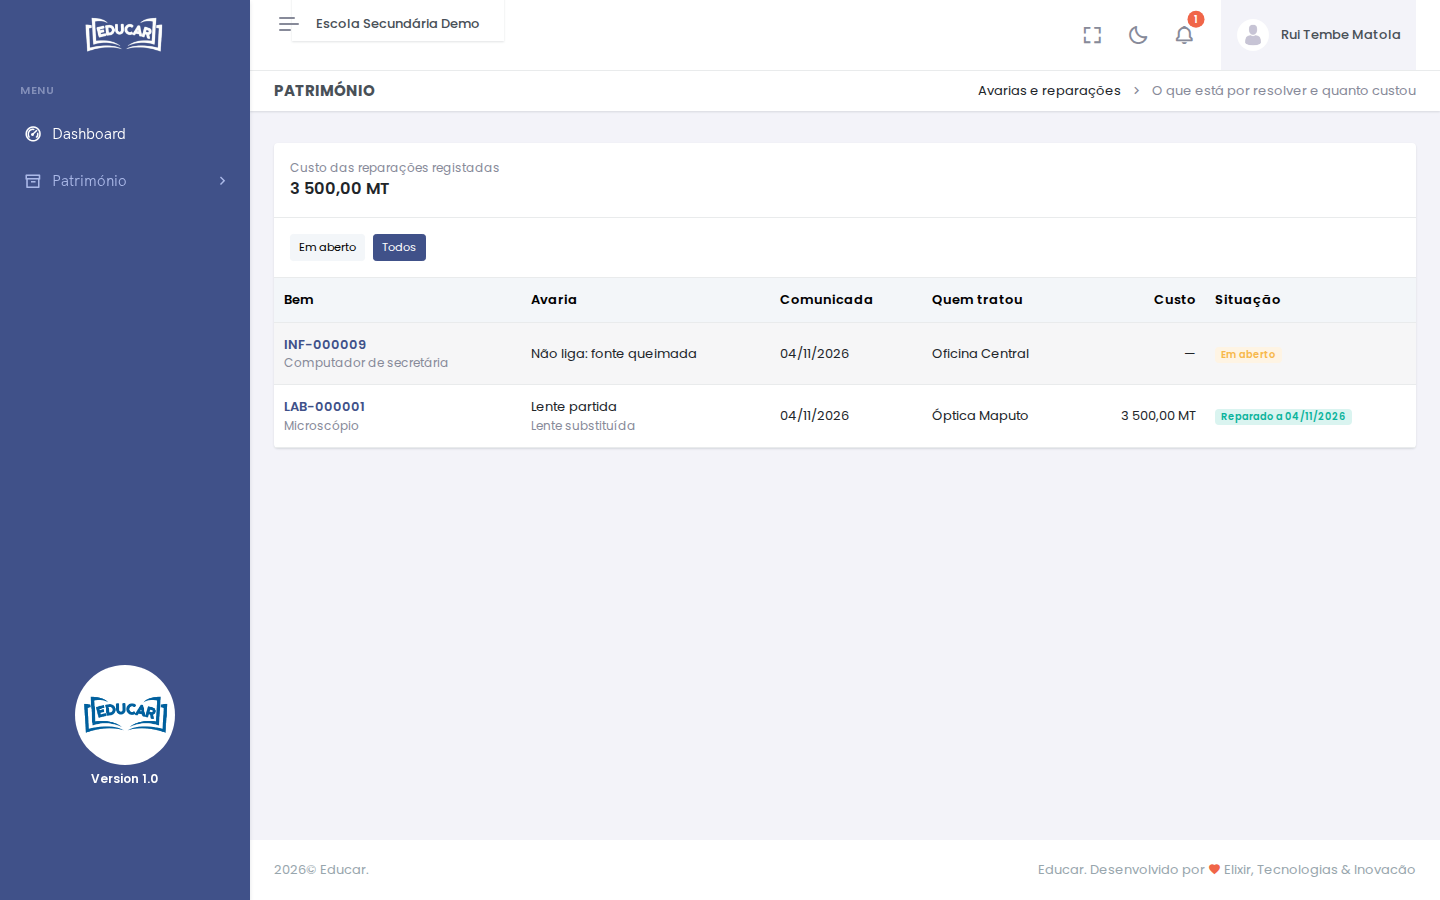 EDUCAR
Escola Secundária Demo
1
Rui Tembe Matola
MENU
Dashboard
Património
PATRIMÓNIO
Avarias e reparações > O que está por resolver e quanto custou
Custo das reparações registadas
3 500,00 MT
Em aberto Todos
Bem Avaria Comunicada Quem tratou Custo Situação
INF-000009
Computador de secretária
Não liga: fonte queimada 04/11/2026 Oficina Central — Em aberto
LAB-000001
Microscópio
Lente partida
Lente substituída
04/11/2026 Óptica Maputo 3 500,00 MT Reparado a 04/11/2026
EDUCAR
Version 1.0
2026© Educar.
Educar. Desenvolvido por Elixir, Tecnologias & Inovacão